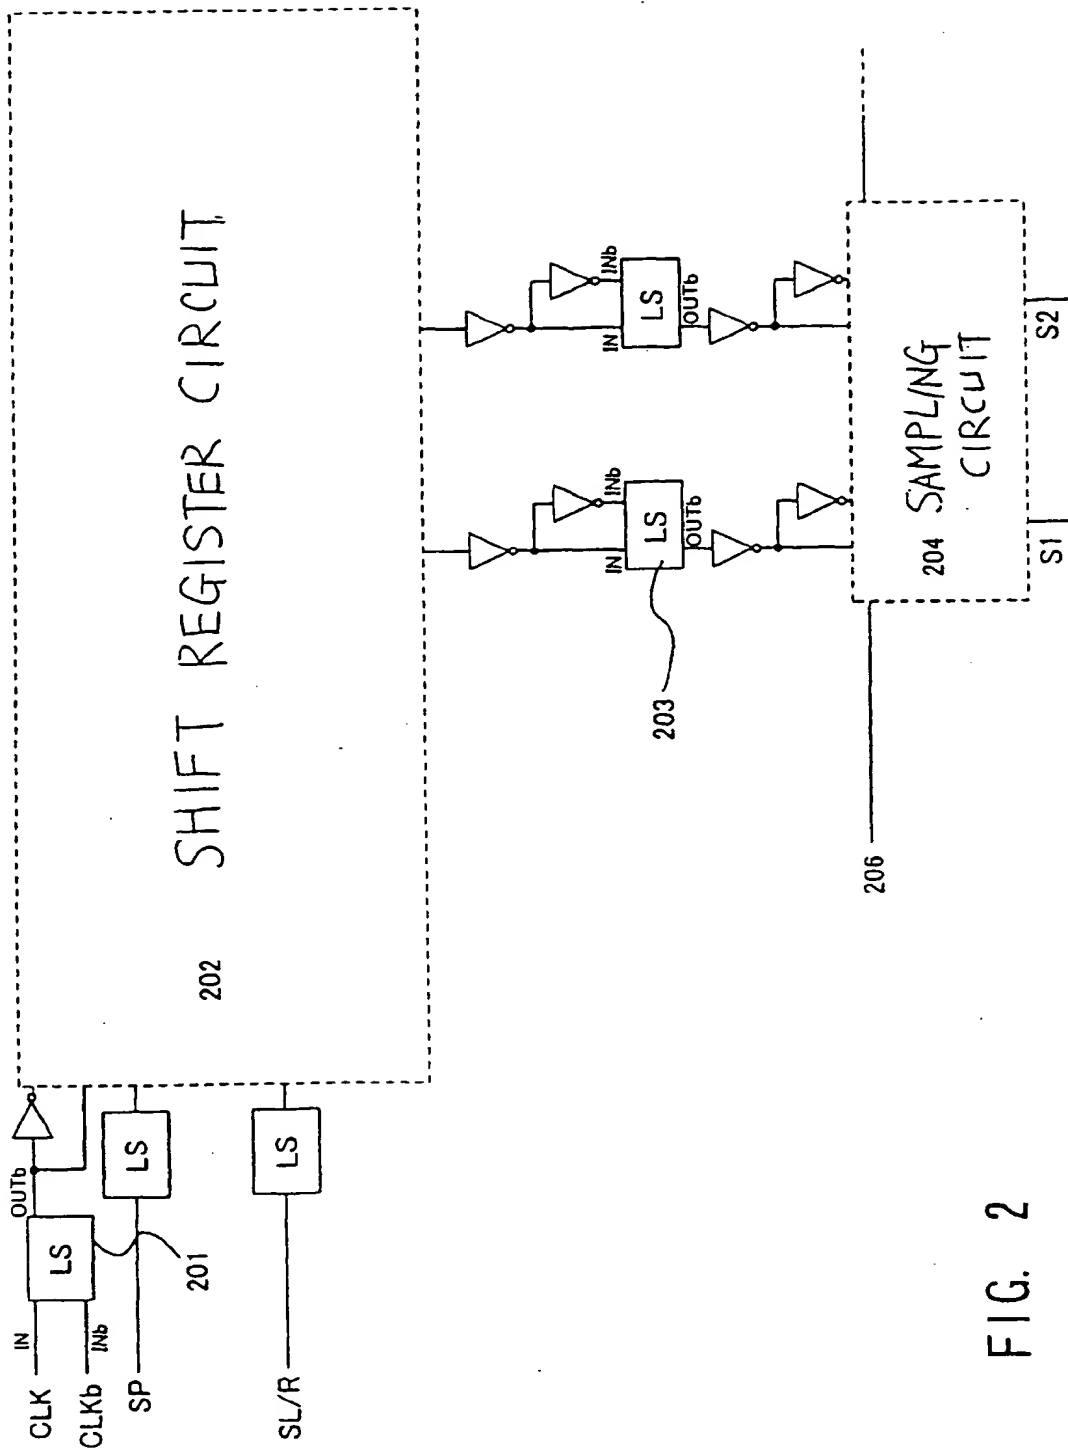 CLK
IN
CLKb
INb
SP
SL/R
LS
OUTb
201
LS
LS
202
SHIFT REGISTER CIRCUIT
IN
INb
LS
OUTb
203
IN
INb
LS
OUTb
206
204 SAMPLING
CIRCUIT
S1
S2
FIG. 2